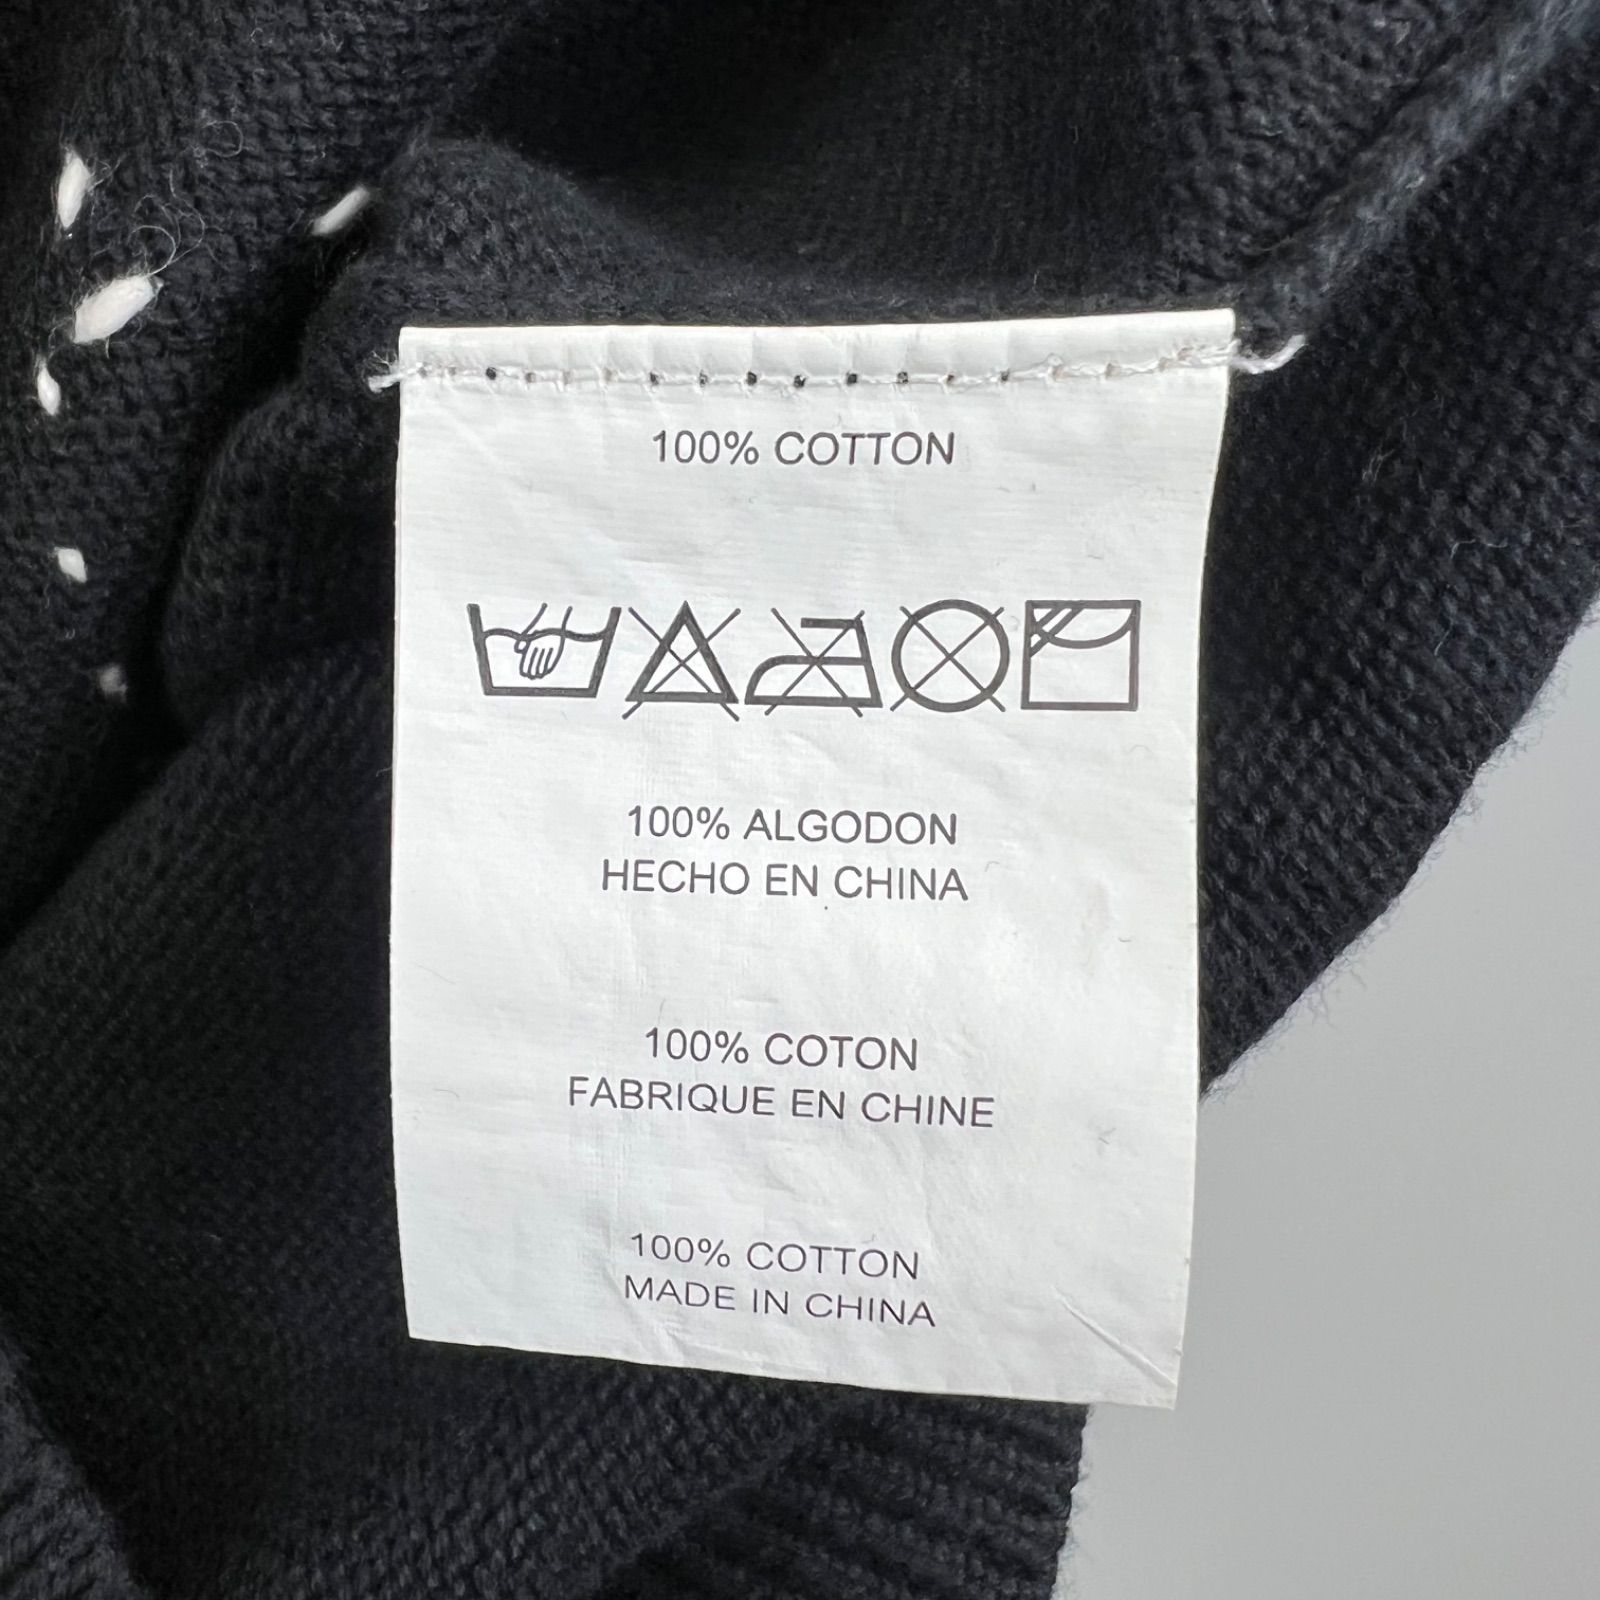 100% COTTON
100% ALGODON
HECHO EN CHINA
100% COTON
FABRIQUE EN CHINE
100% COTTON
MADE IN CHINA